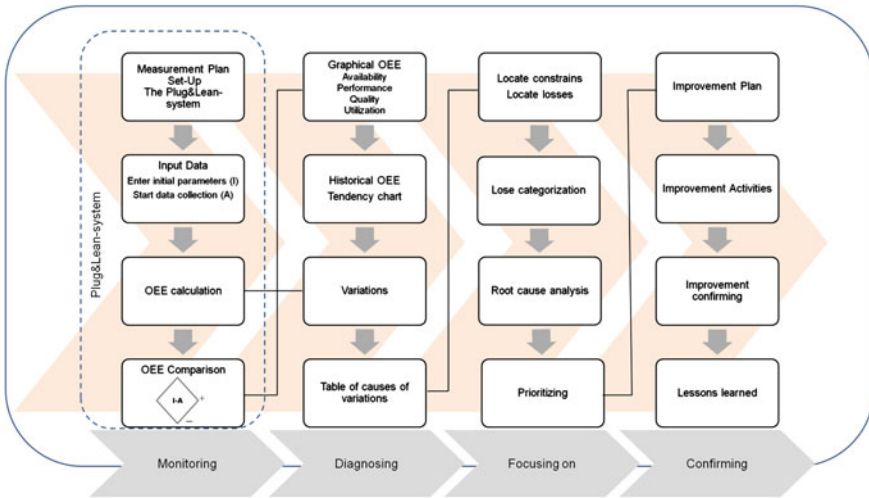 Plug&Lean-system
Measurement Plan
Set-Up
The Plug&Lean-
system
Input Data
Enter initial parameters (I)
Start data collection (A)
OEE calculation
OEE Comparison
I-A
+
–
Monitoring
Graphical OEE
Availability
Performance
Quality
Utilization
Historical OEE
Tendency chart
Variations
Table of causes of
variations
Diagnosing
Locate constrains
Locate losses
Lose categorization
Root cause analysis
Prioritizing
Focusing on
Improvement Plan
Improvement Activities
Improvement
confirming
Lessons learned
Confirming